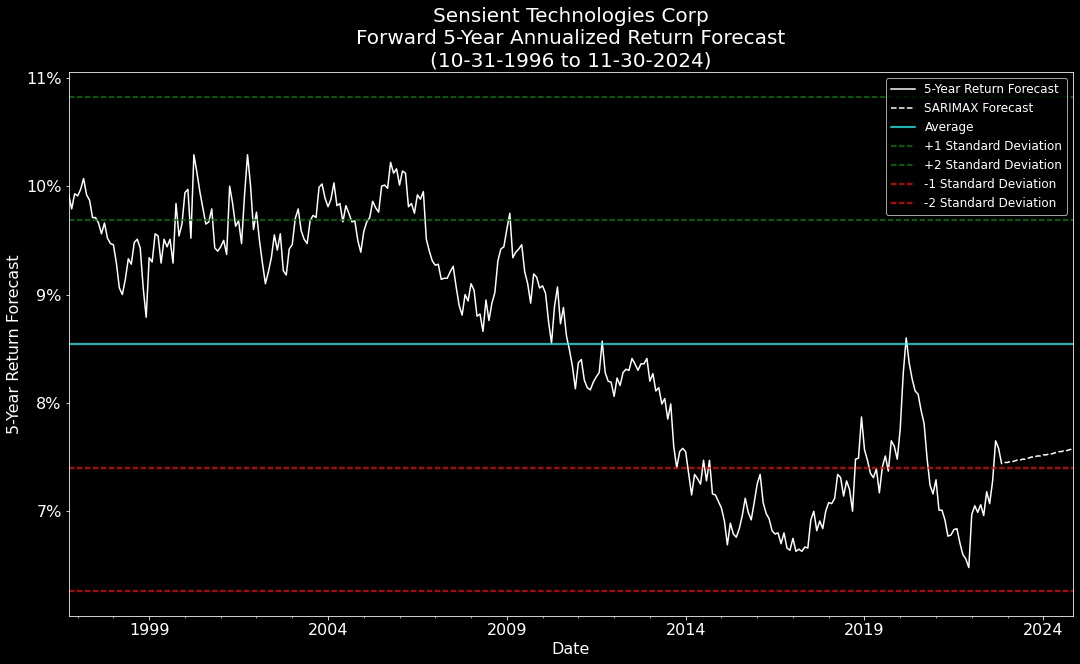 Sensient Technologies Corp
Forward 5-Year Annualized Return Forecast
(10-31-1996 to 11-30-2024)
11%
10%
9%
8%
7%
5-Year Return Forecast
5-Year Return Forecast
SARIMAX Forecast
Average
+1 Standard Deviation
+2 Standard Deviation
-1 Standard Deviation
-2 Standard Deviation
1999 2004 2009 2014 2019 2024
Date